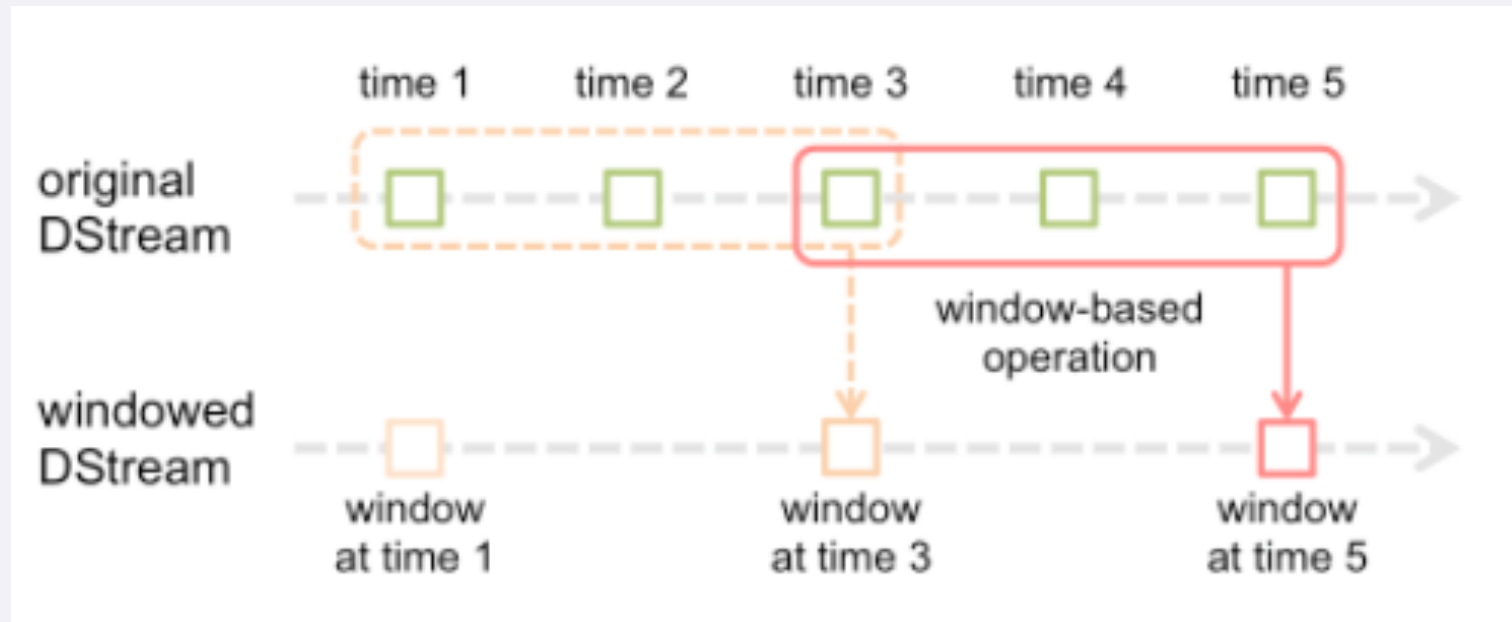 time 1 time 2 time 3 time 4 time 5
original
DStream
window-based
operation
windowed
DStream
window
at time 1
window
at time 3
window
at time 5